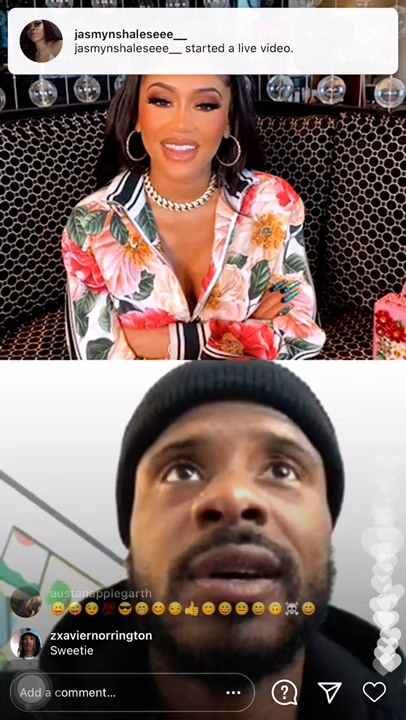 jasmynshaleseee__
jasmynshaleseee__ started a live video.
austanapplegarth
😛😜😉💯😎😅😋😏👍🙂😄😄😄🙃☠️😄
zxaviernorrington
Sweetie
Add a comment...